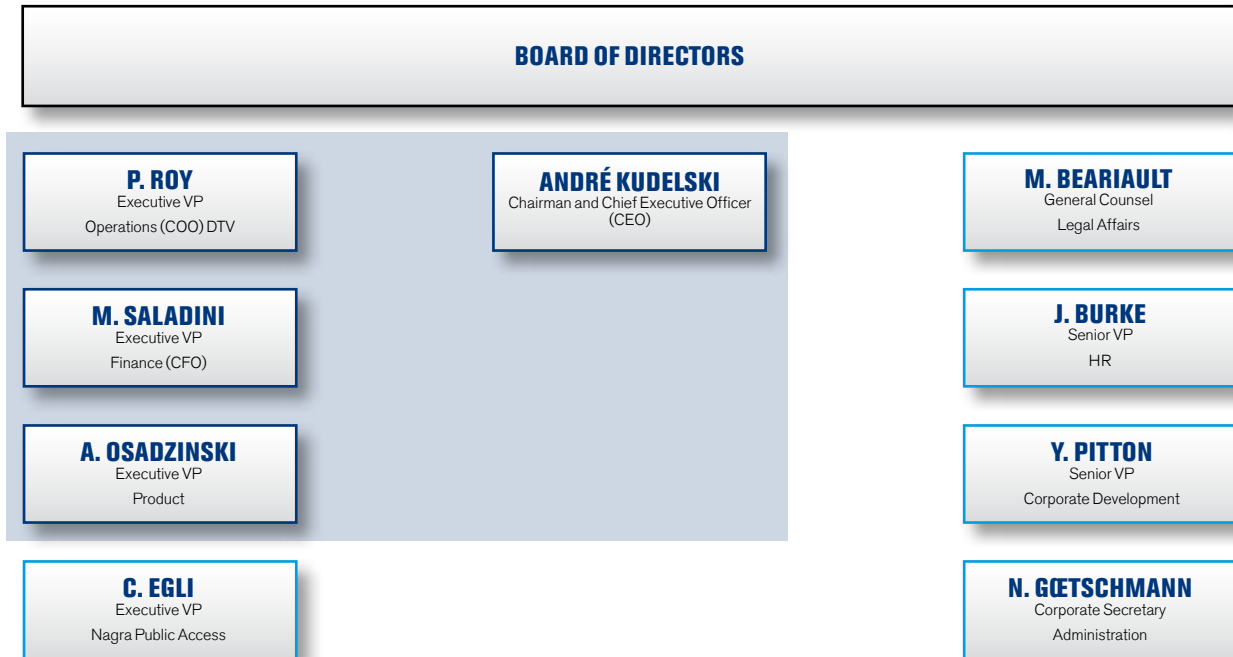 BOARD OF DIRECTORS
P. ROY
Executive VP
Operations (COO) DTV
ANDRÉ KUDELSKI
Chairman and Chief Executive Officer
(CEO)
M. BEARIAULT
General Counsel
Legal Affairs
M. SALADINI
Executive VP
Finance (CFO)
J. BURKE
Senior VP
HR
A. OSADZINSKI
Executive VP
Product
Y. PITTON
Senior VP
Corporate Development
C. EGLI
Executive VP
Nagra Public Access
N. GŒTSCHMANN
Corporate Secretary
Administration